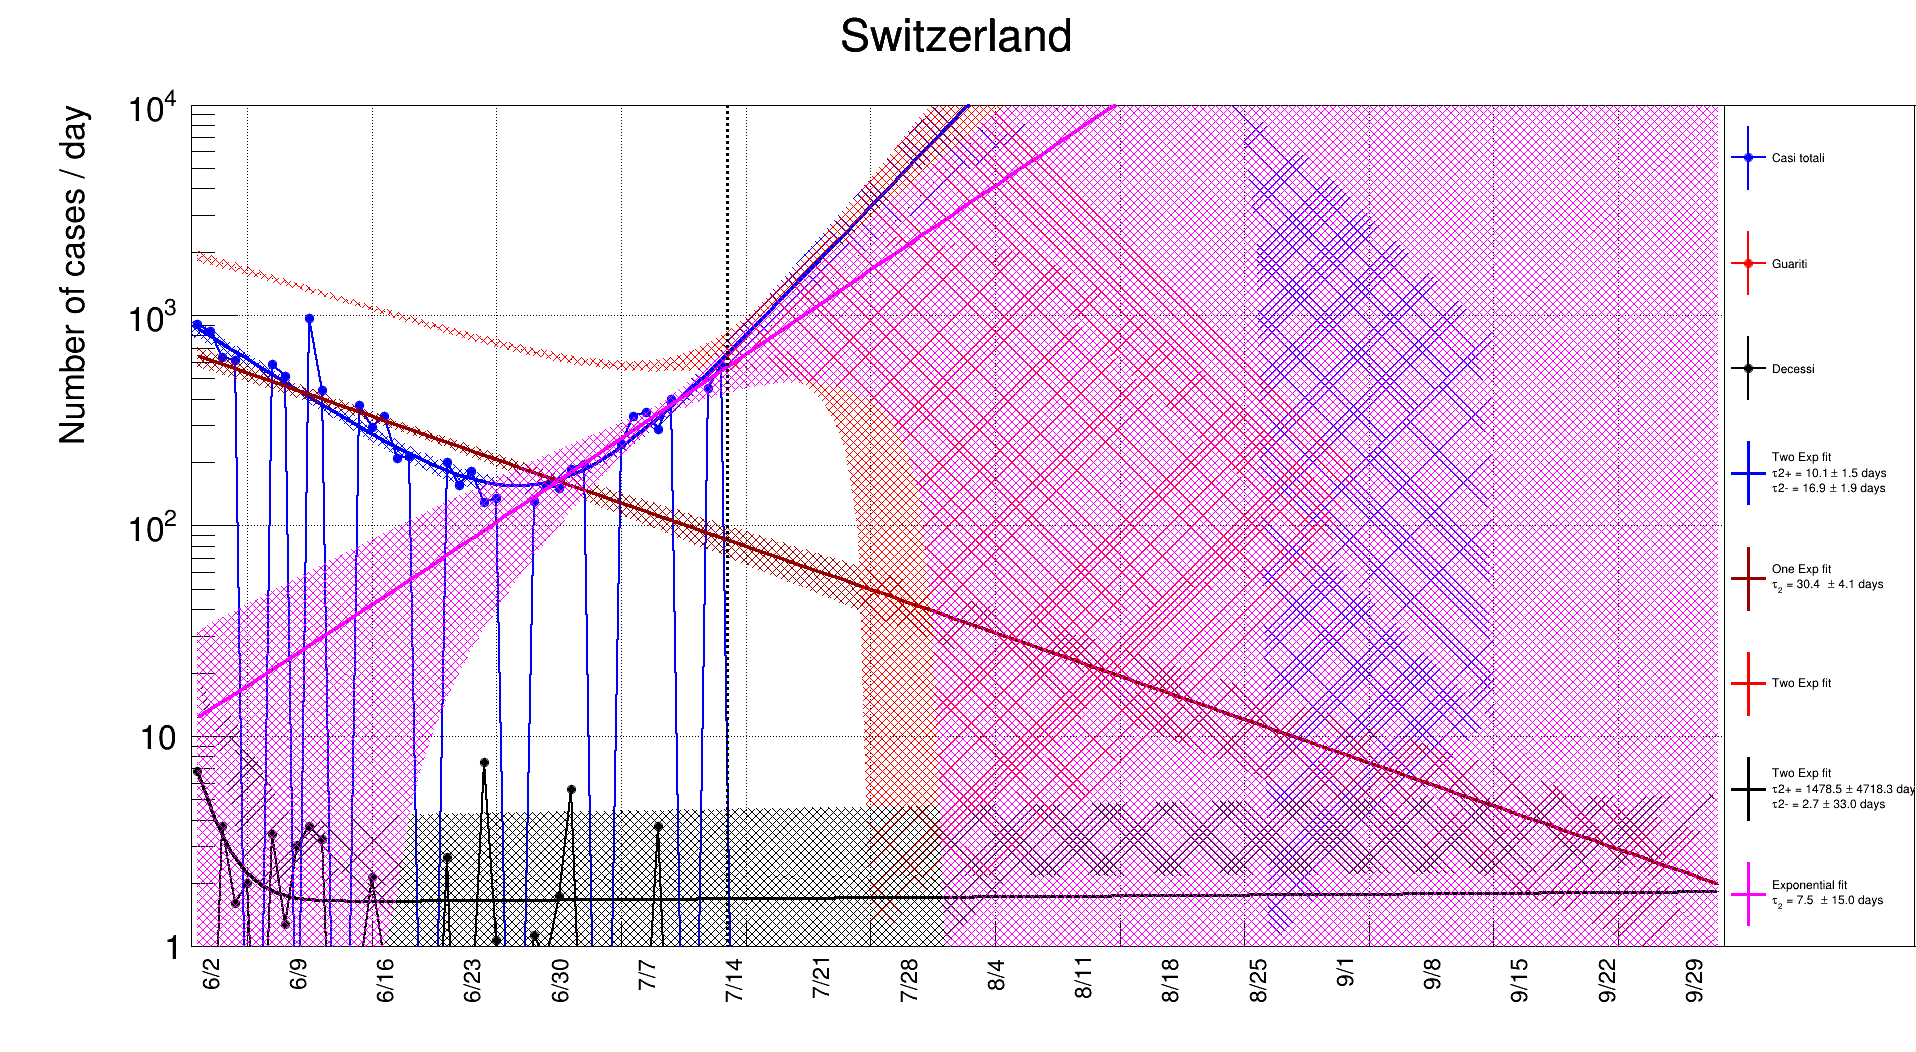 Switzerland
Number of cases / day
10^4
10^3
10^2
10
1
6/2
6/9
6/16
6/23
6/30
7/7
7/14
7/21
7/28
8/4
8/11
8/18
8/25
9/1
9/8
9/15
9/22
9/29
Casi totali
Guariti
Decessi
Two Exp fit
τ2+ = 10.1 ± 1.5 days
τ2- = 16.9 ± 1.9 days
One Exp fit
τ₂ = 30.4 ± 4.1 days
Two Exp fit
Two Exp fit
τ2+ = 1478.5 ± 4718.3 day
τ2- = 2.7 ± 33.0 days
Exponential fit
τ₂ = 7.5 ± 15.0 days